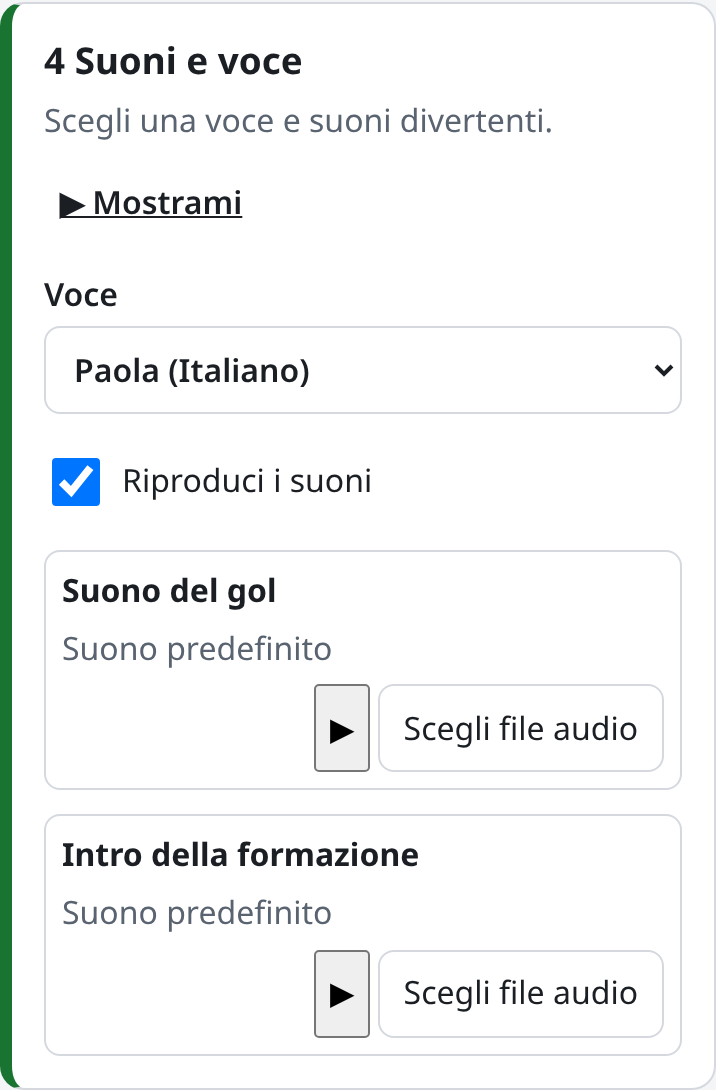 4 Suoni e voce
Scegli una voce e suoni divertenti.
▶ Mostrami
Voce
Paola (Italiano)
Riproduci i suoni
Suono del gol
Suono predefinito
▶ Scegli file audio
Intro della formazione
Suono predefinito
▶ Scegli file audio